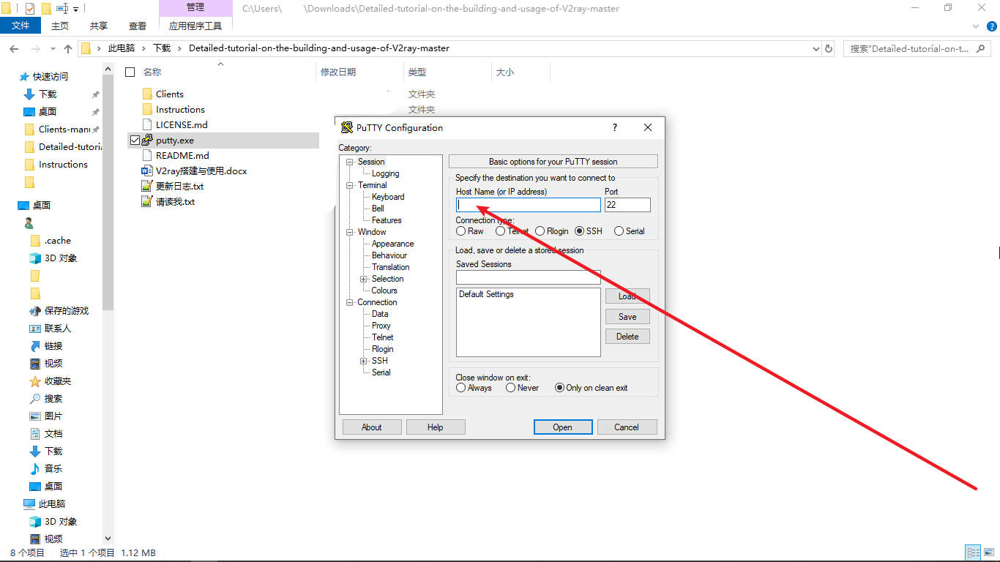 管理
C:\Users\ \Downloads\Detailed-tutorial-on-the-building-and-usage-of-V2ray-master
文件 主页 共享 查看 应用程序工具
此电脑 下载 Detailed-tutorial-on-the-building-and-usage-of-V2ray-master
搜索"Detailed-tutorial-on-t...
快速访问
下载
桌面
Clients-manu
Detailed-tutoria
Instructions
桌面
.cache
3D 对象
保存的游戏
联系人
链接
视频
收藏夹
搜索
图片
文档
下载
音乐
桌面
此电脑
3D 对象
视频
名称 修改日期 类型 大小
Clients 文件夹
Instructions 文件夹
LICENSE.md
putty.exe
README.md
V2ray搭建与使用.docx
更新日志.txt
请读我.txt
PuTTY Configuration ?
Category:
Session
Logging
Terminal
Keyboard
Bell
Features
Window
Appearance
Behaviour
Translation
Selection
Colours
Connection
Data
Proxy
Telnet
Rlogin
SSH
Serial
Basic options for your PuTTY session
Specify the destination you want to connect to
Host Name (or IP address) Port
22
Connection type:
Raw Telnet Rlogin SSH Serial
Load, save or delete a stored session
Saved Sessions
Default Settings
Load
Save
Delete
Close window on exit:
Always Never Only on clean exit
About Help Open Cancel
8 个项目 选中 1 个项目 1.12 MB